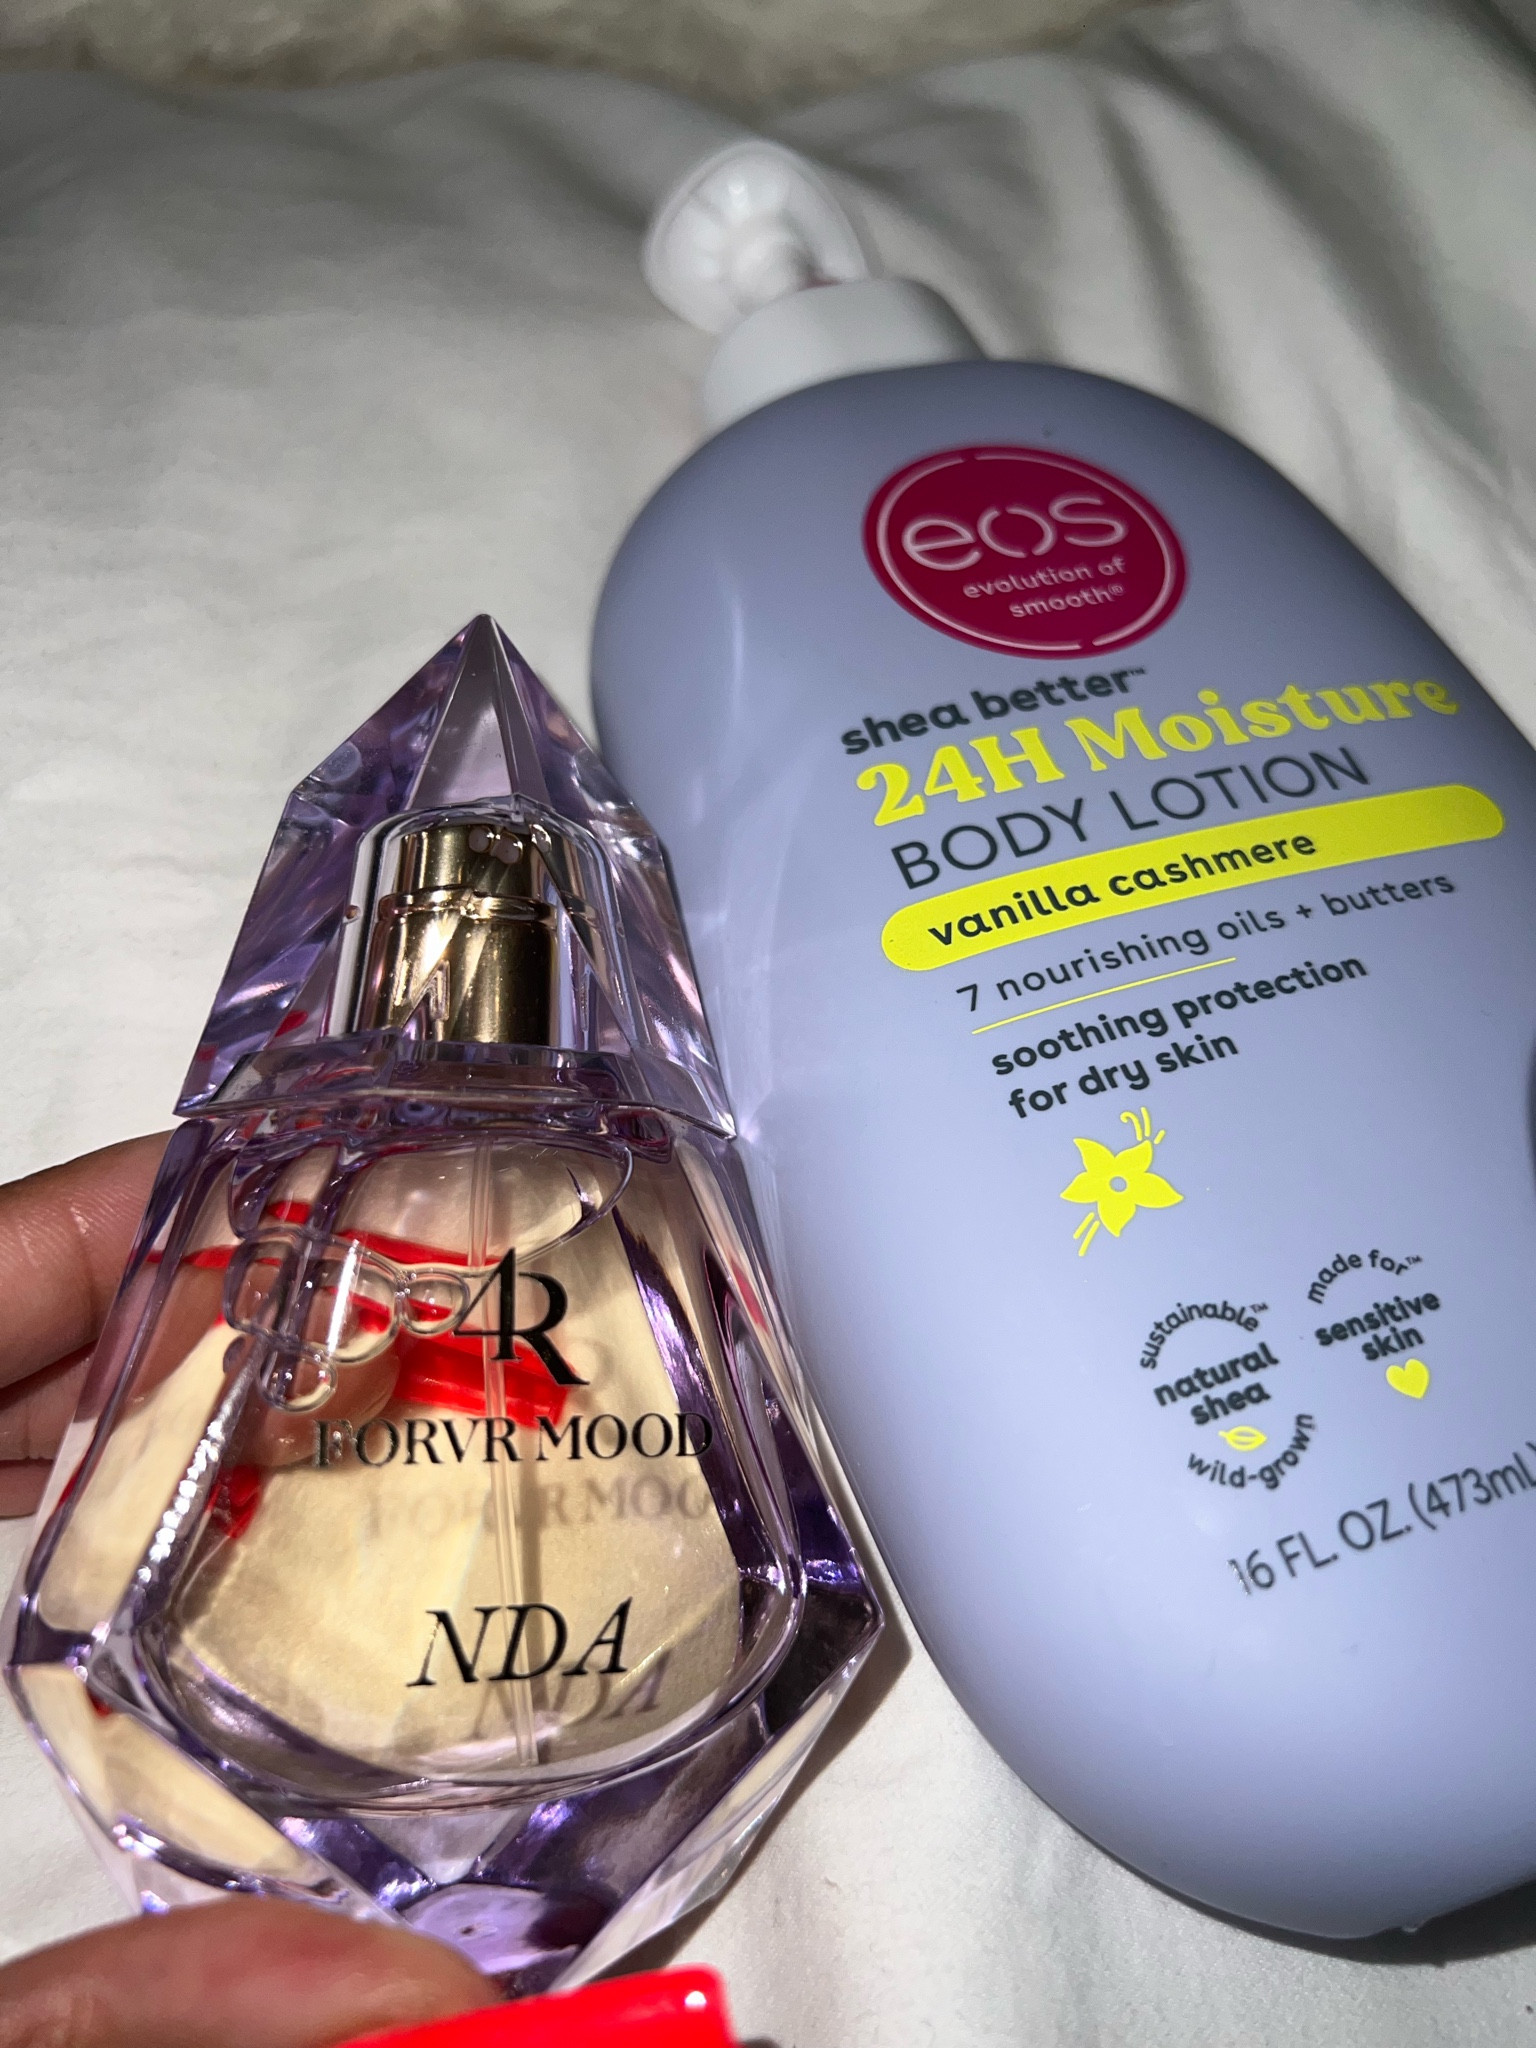 eos
evolution of
smooth®
shea better™
24H Moisture
BODY LOTION
vanilla cashmere
7 nourishing oils + butters
soothing protection
for dry skin
sustainable™
natural
shea
wild-grown
made for™
sensitive
skin
16 FL. OZ. (473mL)
FORVR MOOD
NDA